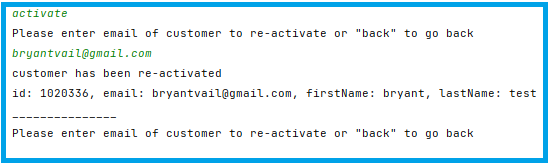 activate
Please enter email of customer to re-activate or "back" to go back
bryantvail@gmail.com
customer has been re-activated
id: 1020336, email: bryantvail@gmail.com, firstName: bryant, lastName: test
_______________
Please enter email of customer to re-activate or "back" to go back